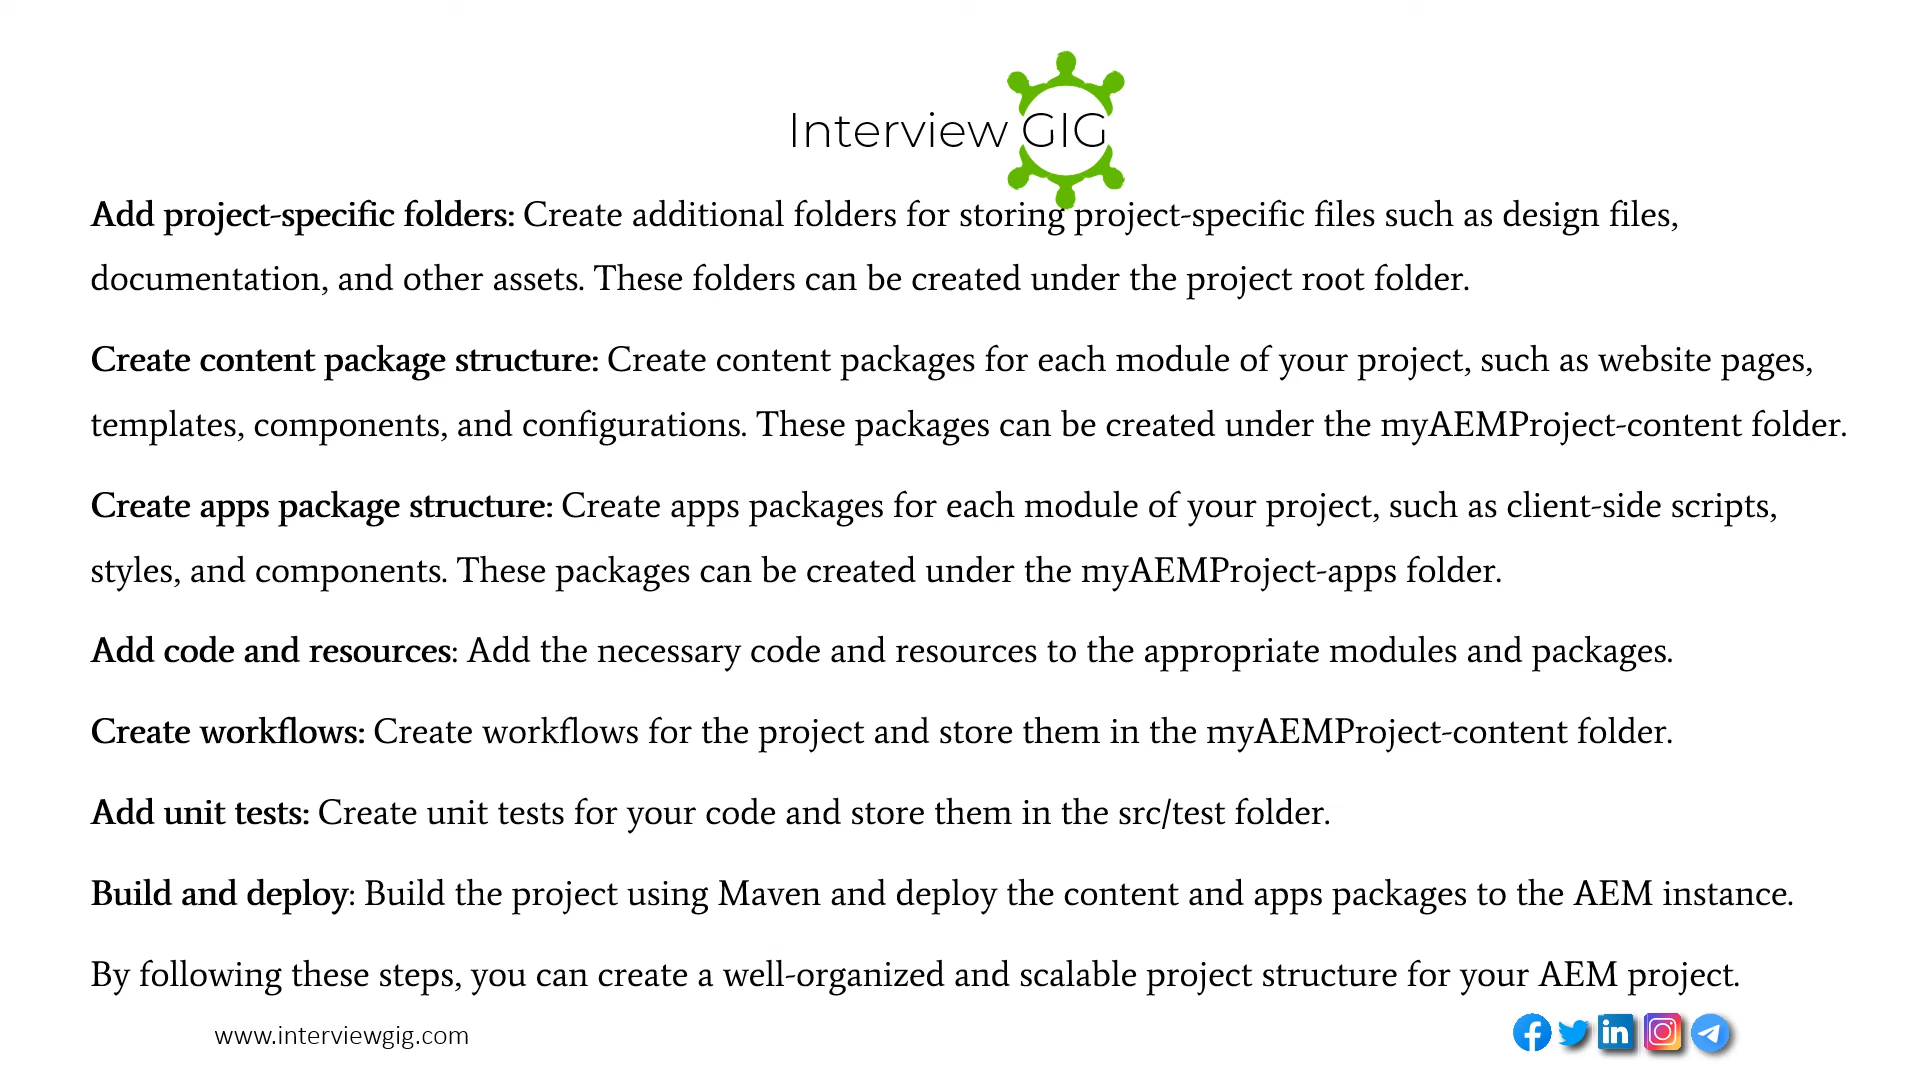 Interview GIG
Add project-specific folders: Create additional folders for storing project-specific files such as design files,
documentation, and other assets. These folders can be created under the project root folder.
Create content package structure: Create content packages for each module of your project, such as website pages,
templates, components, and configurations. These packages can be created under the myAEMProject-content folder.
Create apps package structure: Create apps packages for each module of your project, such as client-side scripts,
styles, and components. These packages can be created under the myAEMProject-apps folder.
Add code and resources: Add the necessary code and resources to the appropriate modules and packages.
Create workflows: Create workflows for the project and store them in the myAEMProject-content folder.
Add unit tests: Create unit tests for your code and store them in the src/test folder.
Build and deploy: Build the project using Maven and deploy the content and apps packages to the AEM instance.
By following these steps, you can create a well-organized and scalable project structure for your AEM project.
www.interviewgig.com